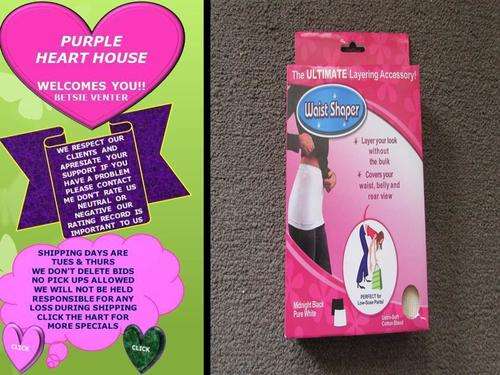 PURPLE
HEART HOUSE
WELCOMES YOU!!
BETSIE VENTER
WE RESPECT OUR
CLIENTS AND
APRESIATE YOUR
SUPPORT IF YOU
HAVE A PROBLEM
PLEASE CONTACT
ME DON'T RATE US
NEUTRAL OR
NEGATIVE OUR
RATING RECORD IS
IMPORTANT TO US
SHIPPING DAYS ARE
TUES & THURS
WE DON'T DELETE BIDS
NO PICK UPS ALLOWED
WE WILL NOT BE HELD
RESPONSIBLE FOR ANY
LOSS DURING SHIPPING
CLICK THE HART FOR
MORE SPECIALS
CLICK
CLICK
The ULTIMATE Layering Accessory!
Waist Shaper
Layer your look
without
the bulk
Covers your
waist, belly and
rear view
PERFECT for
Low-Rise Pants!
Midnight Black
Pure White
Ultra-Soft
Cotton Blend